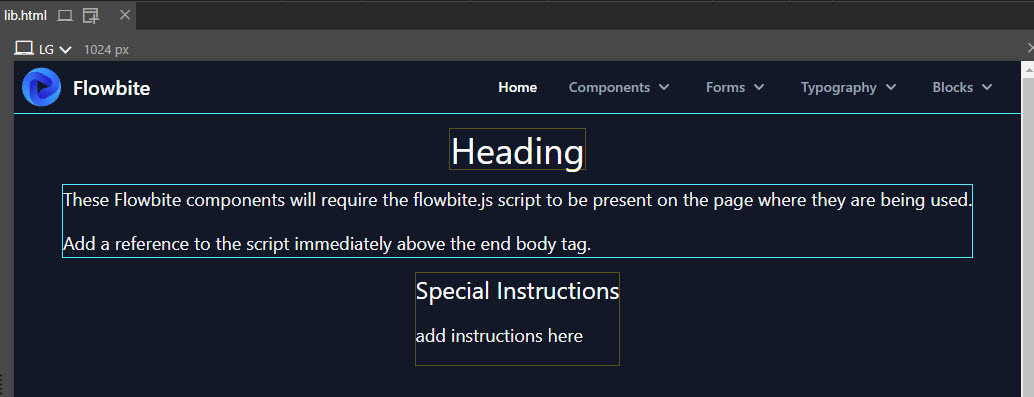 lib.html
LG 1024 px
Flowbite Home Components Forms Typography Blocks
Heading
These Flowbite components will require the flowbite.js script to be present on the page where they are being used.
Add a reference to the script immediately above the end body tag.
Special Instructions
add instructions here